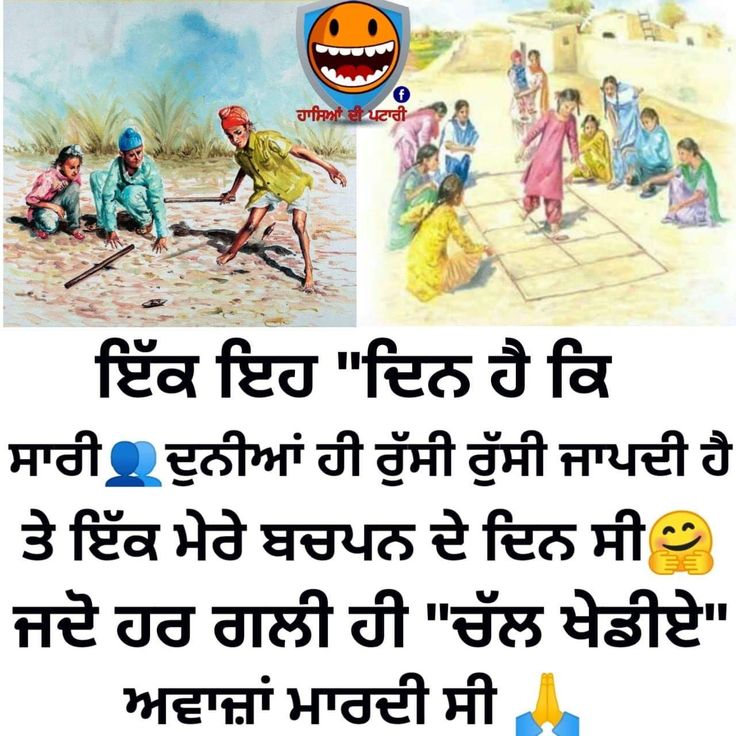 ਹਾਸਿਆਂ ਦੀ ਪਟਾਰੀ
ਇੱਕ ਇਹ "ਦਿਨ ਹੈ ਕਿ
ਸਾਰੀ👥ਦੁਨੀਆਂ ਹੀ ਰੁੱਸੀ ਰੁੱਸੀ ਜਾਪਦੀ ਹੈ
ਤੇ ਇੱਕ ਮੇਰੇ ਬਚਪਨ ਦੇ ਦਿਨ ਸੀ🤗
ਜਦੋ ਹਰ ਗਲੀ ਹੀ "ਚੱਲ ਖੇਡੀਏ"
ਅਵਾਜ਼ਾਂ ਮਾਰਦੀ ਸੀ 🙏